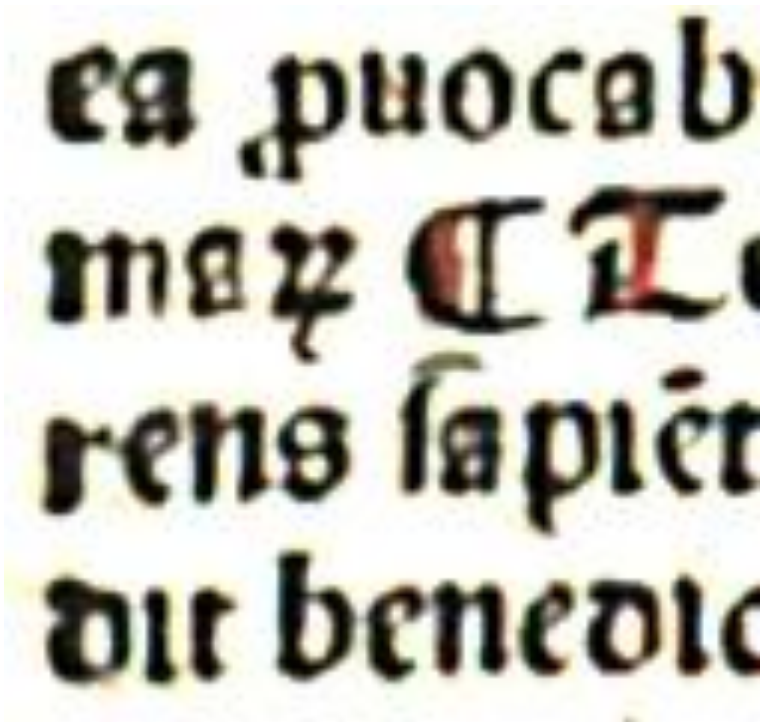 ea ꝓuocab
maꝝ ⸿ T
rens ſapiēt
dit benedic